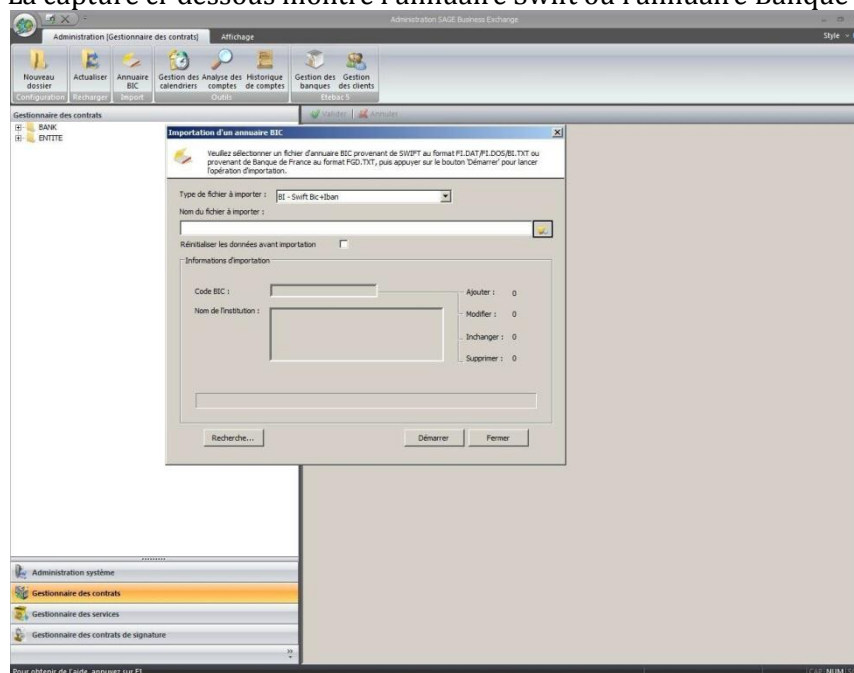 La capture ci-dessous montre l'annuaire Swift ou l'annuaire Banque
Administration SAGE Business Exchange
Administration [Gestionnaire des contrats] Affichage Style
Nouveau dossier
Actualiser
Annuaire BIC
Gestion des calendriers
Analyse des comptes
Historique de comptes
Gestion des banques
Gestion des clients
Configuration Recharger Import Outils Etebac 5
Gestionnaire des contrats
Valider Annuler
BANK
ENTITE
Importation d'un annuaire BIC
Veuillez sélectionner un fichier d'annuaire BIC provenant de SWIFT au format FI.DAT/FI.DOS/BI.TXT ou
provenant de Banque de France au format FGD.TXT, puis appuyer sur le bouton 'Démarrer' pour lancer
l'opération d'importation.
Type de fichier à importer : BI - Swift Bic+Iban
Nom du fichier à importer :
Réinitialiser les données avant importation
Informations d'importation
Code BIC :
Ajouter : 0
Nom de l'institution :
Modifier : 0
Inchanger : 0
Supprimer : 0
Recherche... Démarrer Fermer
Administration système
Gestionnaire des contrats
Gestionnaire des services
Gestionnaire des contrats de signature
Pour obtenir de l'aide, appuyez sur F1
CAP NUM